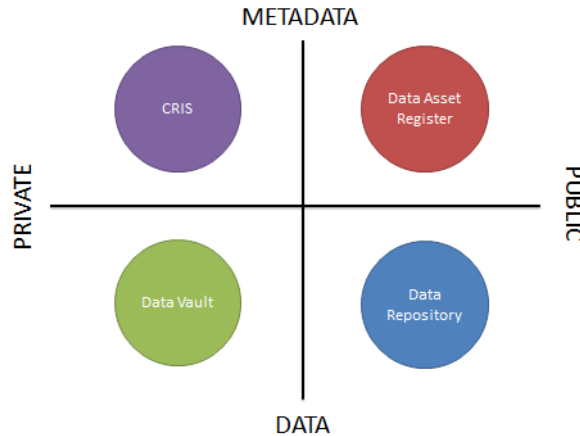 METADATA
CRIS
Data Asset
Register
PRIVATE
PUBLIC
Data Vault
Data
Repository
DATA